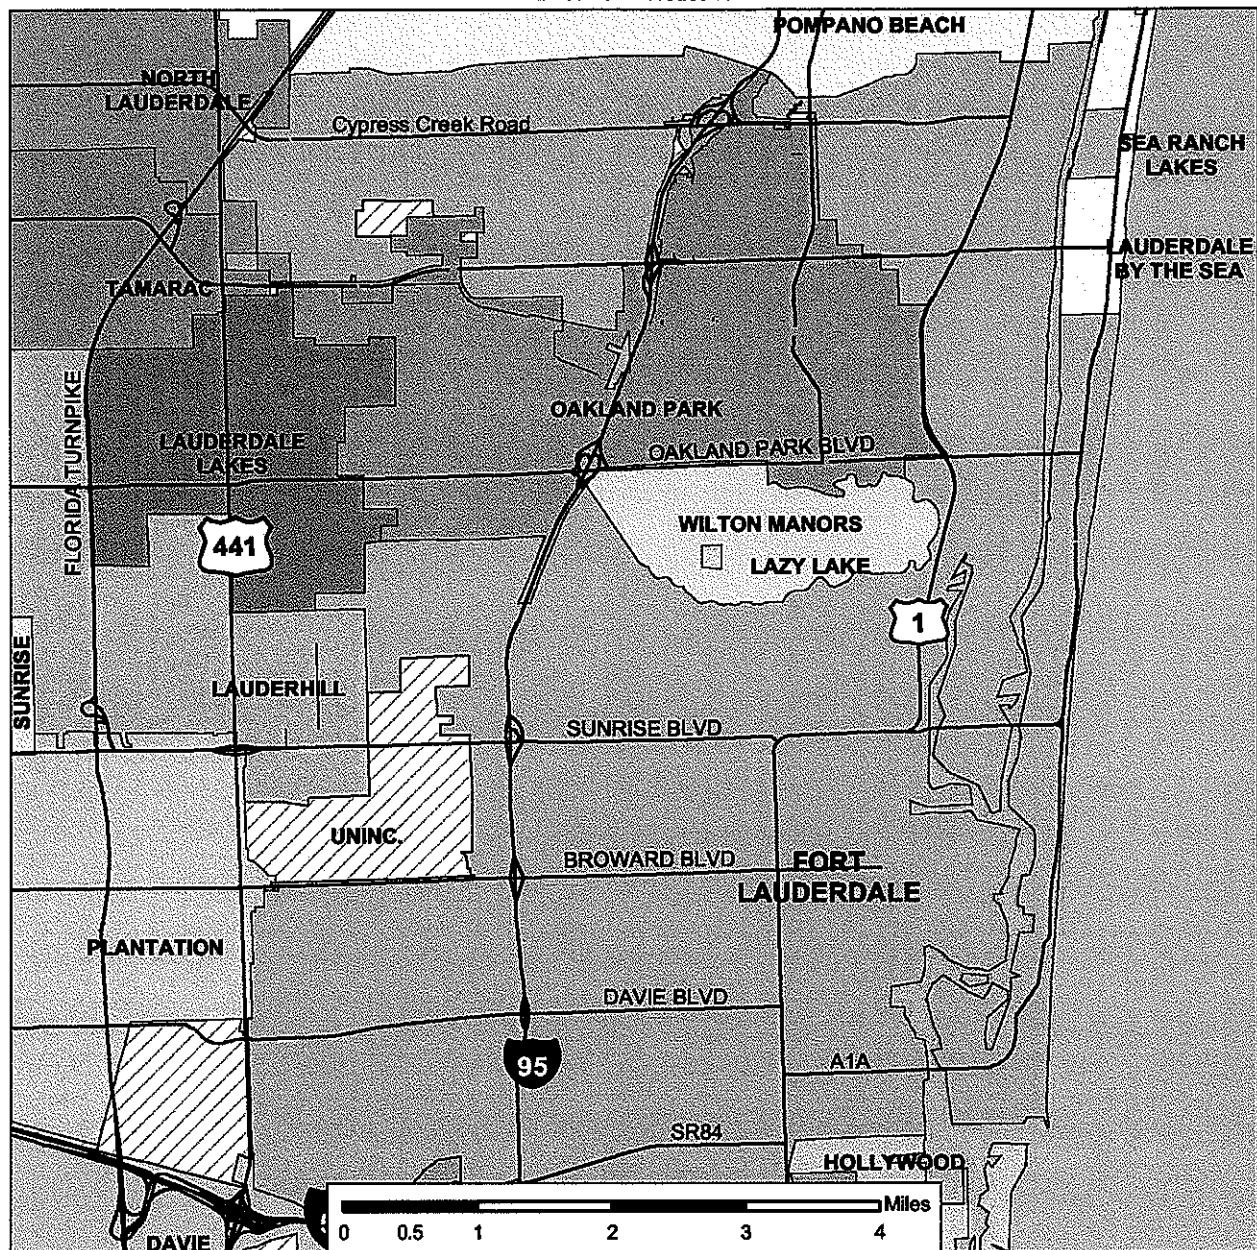 POMPANO BEACH
NORTH
LAUDERDALE
Cypress Creek Road
SEA RANCH
LAKES
LAUDERDALE
BY THE SEA
TAMARAC
FLORIDA TURNPIKE
OAKLAND PARK
LAUDERDALE
LAKES
OAKLAND PARK BLVD
WILTON MANORS
441
LAZY LAKE
1
SUNRISE
LAUDERHILL
SUNRISE BLVD
UNINC.
BROWARD BLVD
FORT
LAUDERDALE
PLANTATION
DAVIE BLVD
95
A1A
SR84
HOLLYWOOD
Miles
0 0.5 1 2 3 4
DAVIE